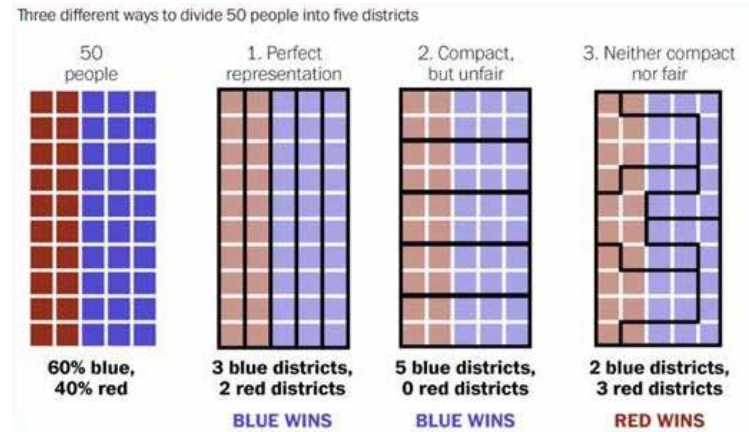 Three different ways to divide 50 people into five districts
50
people
1. Perfect
representation
2. Compact,
but unfair
3. Neither compact
nor fair
60% blue,
40% red
3 blue districts,
2 red districts
5 blue districts,
0 red districts
2 blue districts,
3 red districts
BLUE WINS
BLUE WINS
RED WINS